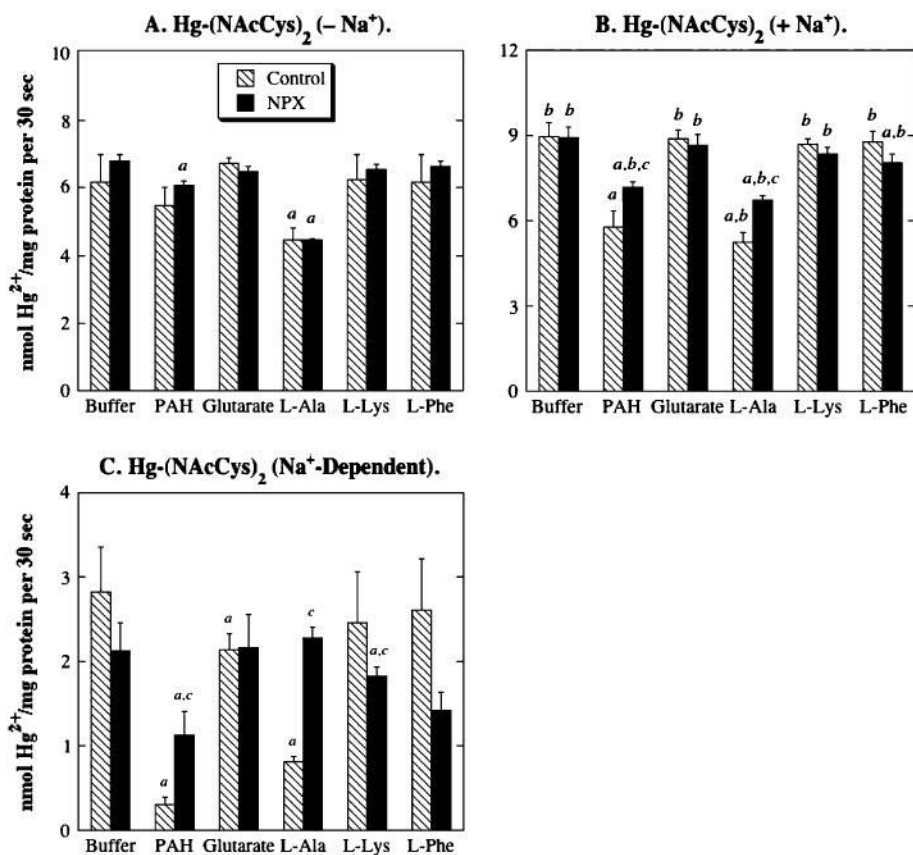 A. Hg-(NAcCys)2 (– Na+).
nmol Hg2+/mg protein per 30 sec
10
8
6
4
2
0
Control
NPX
a
a
a
Buffer
PAH
Glutarate
L-Ala
L-Lys
L-Phe
B. Hg-(NAcCys)2 (+ Na+).
12
9
6
3
0
b
b
a
a,b,c
b
b
a,b
a,b,c
b
b
b
a,b
Buffer
PAH
Glutarate
L-Ala
L-Lys
L-Phe
C. Hg-(NAcCys)2 (Na+-Dependent).
nmol Hg2+/mg protein per 30 sec
4
3
2
1
0
a
a,c
a
a
c
a,c
Buffer
PAH
Glutarate
L-Ala
L-Lys
L-Phe